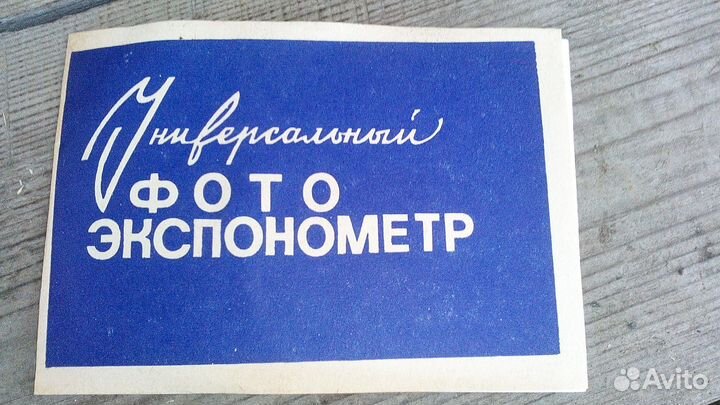 Универсальный
ФОТО
ЭКСПОНОМЕТР
Avito